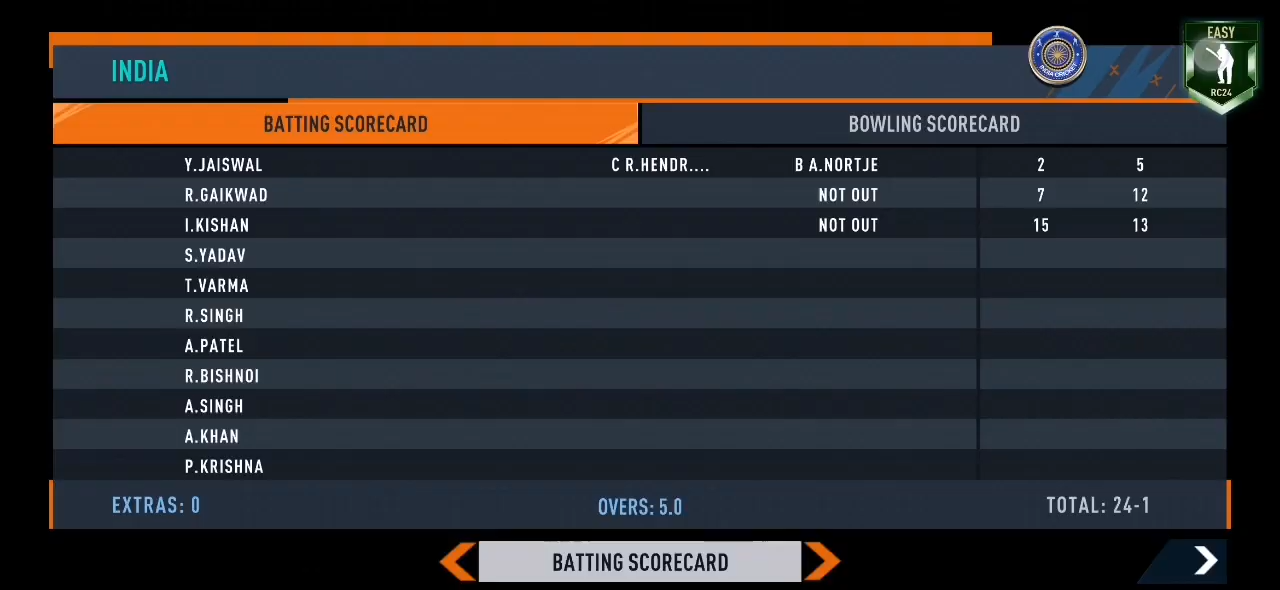 EASY
INDIA
INDIA CRICKET
RC24
BATTING SCORECARD BOWLING SCORECARD
Y.JAISWAL C R.HENDR.... B A.NORTJE 2 5
R.GAIKWAD NOT OUT 7 12
I.KISHAN NOT OUT 15 13
S.YADAV
T.VARMA
R.SINGH
A.PATEL
R.BISHNOI
A.SINGH
A.KHAN
P.KRISHNA
EXTRAS: 0 OVERS: 5.0 TOTAL: 24-1
BATTING SCORECARD